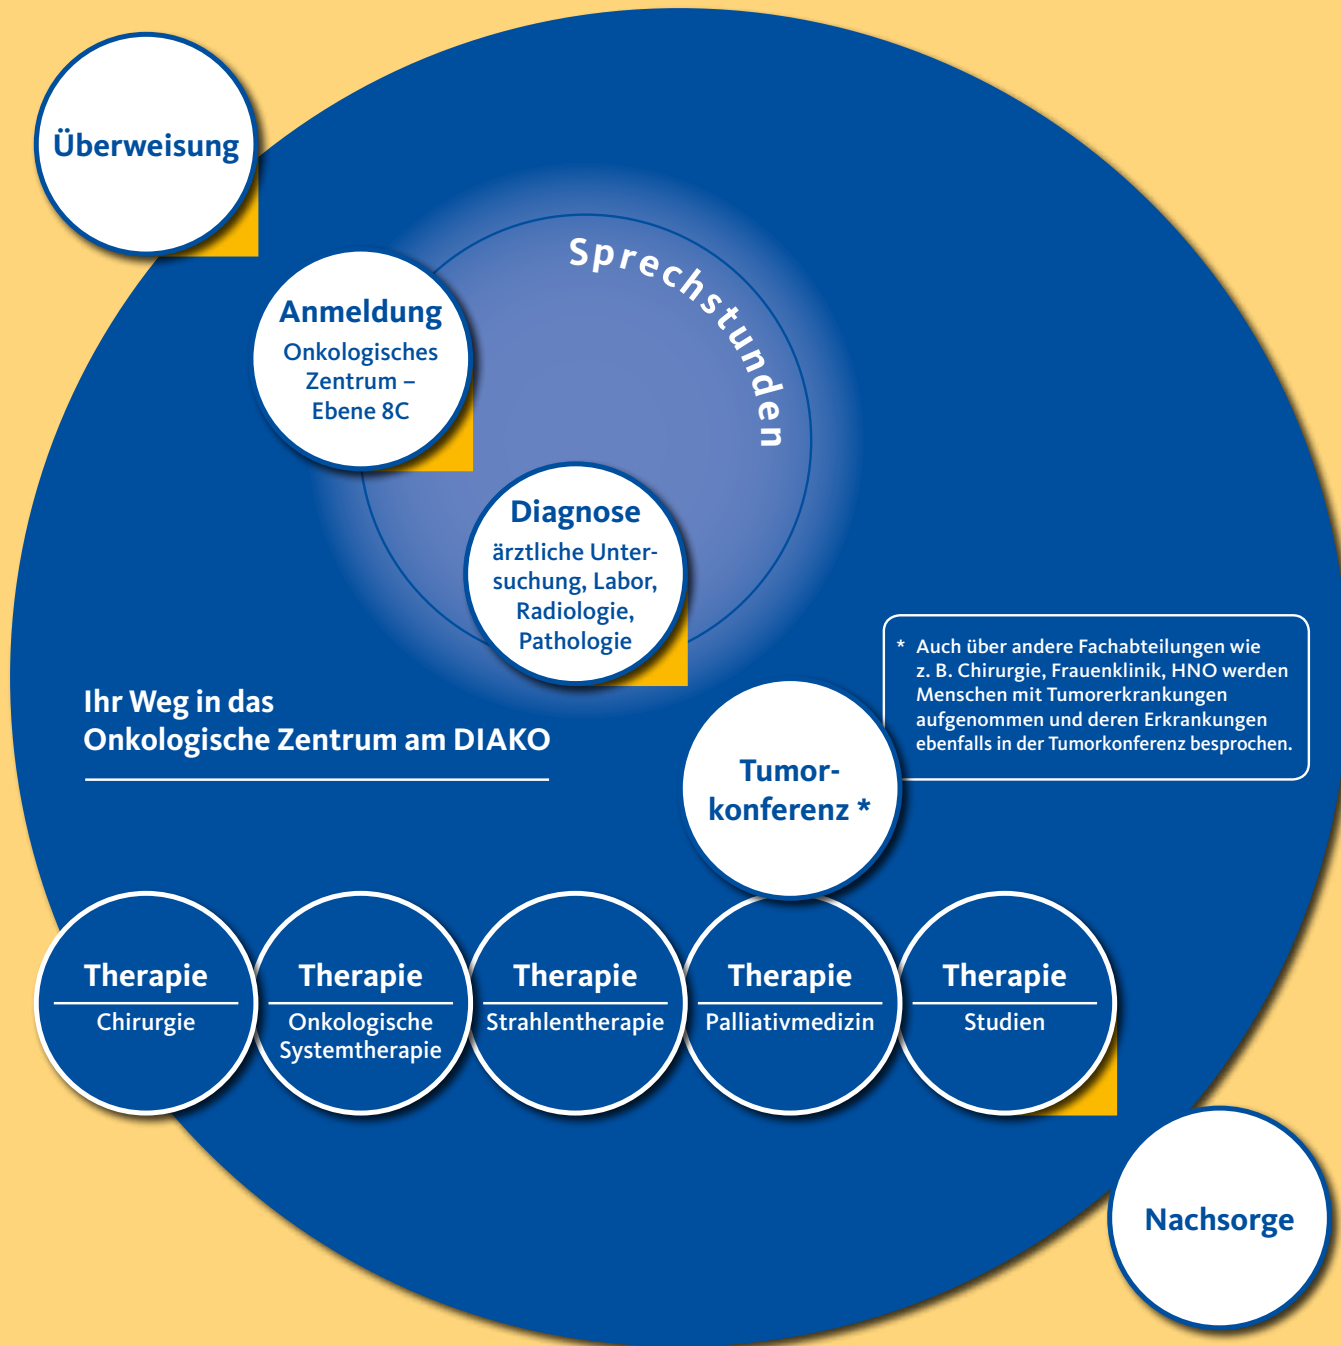 Überweisung
Sprechstunden
Anmeldung
Onkologisches
Zentrum –
Ebene 8C
Diagnose
ärztliche Unter-
suchung, Labor,
Radiologie,
Pathologie
Ihr Weg in das
Onkologische Zentrum am DIAKO
* Auch über andere Fachabteilungen wie
z. B. Chirurgie, Frauenklinik, HNO werden
Menschen mit Tumorerkrankungen
aufgenommen und deren Erkrankungen
ebenfalls in der Tumorkonferenz besprochen.
Tumor-
konferenz *
Therapie
Chirurgie
Therapie
Onkologische
Systemtherapie
Therapie
Strahlentherapie
Therapie
Palliativmedizin
Therapie
Studien
Nachsorge